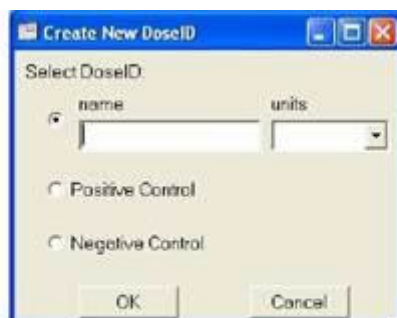 Create New DoseID
Select DoseID:
name units
Positive Control
Negative Control
OK Cancel